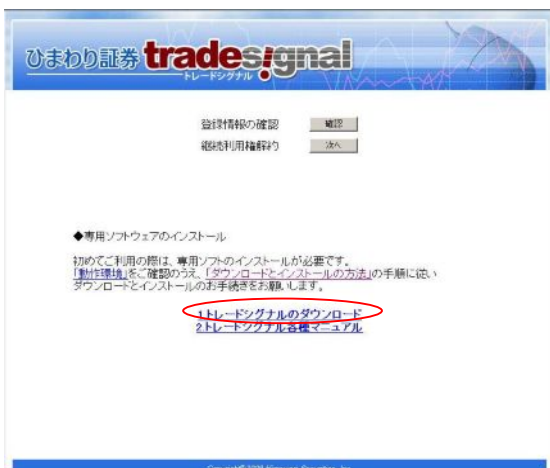 ひまわり証券 tradesignal
トレードシグナル
登録情報の確認 確認
継続利用権解約 次へ
◆専用ソフトウェアのインストール
初めてご利用の際は、専用ソフトのインストールが必要です。
「動作環境」をご確認のうえ、「ダウンロードとインストールの方法」の手順に従い
ダウンロードとインストールのお手続きをお願いします。
1.トレードシグナルのダウンロード
2.トレードシグナル各種マニュアル